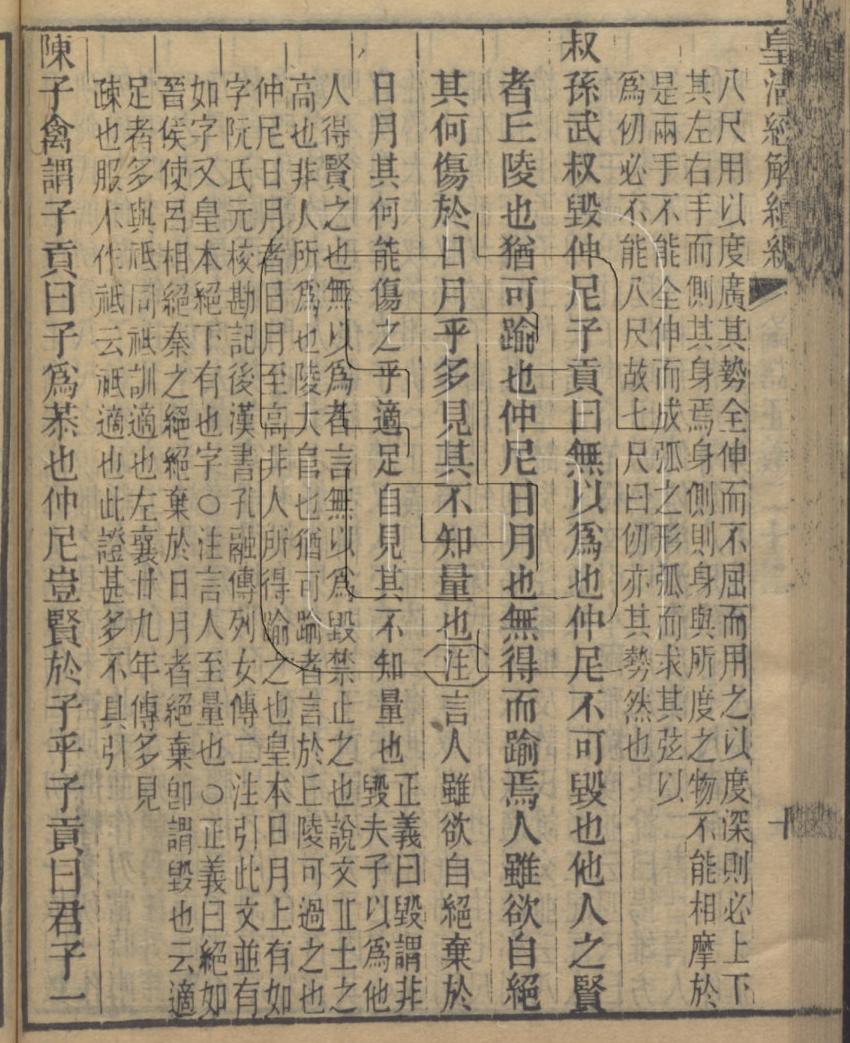 皇清經解續編
八尺用以度廣其勢全伸而不屈而用之以度深則必上下
其左右手而側其身焉身側則身與所度之物不能相摩於
是兩手不能全伸而成弧之形弧而求其弦以
爲仞必不能八尺故七尺曰仞亦其勢然也
叔孫武叔毀仲尼子貢曰無以爲也仲尼不可毀也他人之賢
者丘陵也猶可踰也仲尼日月也無得而踰焉人雖欲自絕
其何傷於日月乎多見其不知量也注言人雖欲自絕棄於
日月其何能傷之乎適足自見其不知量也
正義曰毀謂非
毀夫子以爲他
人得賢之也無以爲者言無以爲毀禁止之也說文丠土之
高也非人所爲也陵大𨸏也猶可踰者言於丘陵可過之也
仲尼日月者日月至高非人所得踰之也皇本日月上有如
字阮氏元校勘記後漢書孔融傳列女傳二注引此文並有
如字又皇本絕下有也字○注言人至量也○正義曰絕如
晉侯使呂相絕秦之絕絕棄於日月者絕棄卽謂毀也云適
足者多與祇同祇訓適也左襄廿九年傳多見
疎也服本作祇云祇適也此證甚多不具引
陳子禽謂子貢曰子爲恭也仲尼豈賢於子乎子貢曰君子一
十